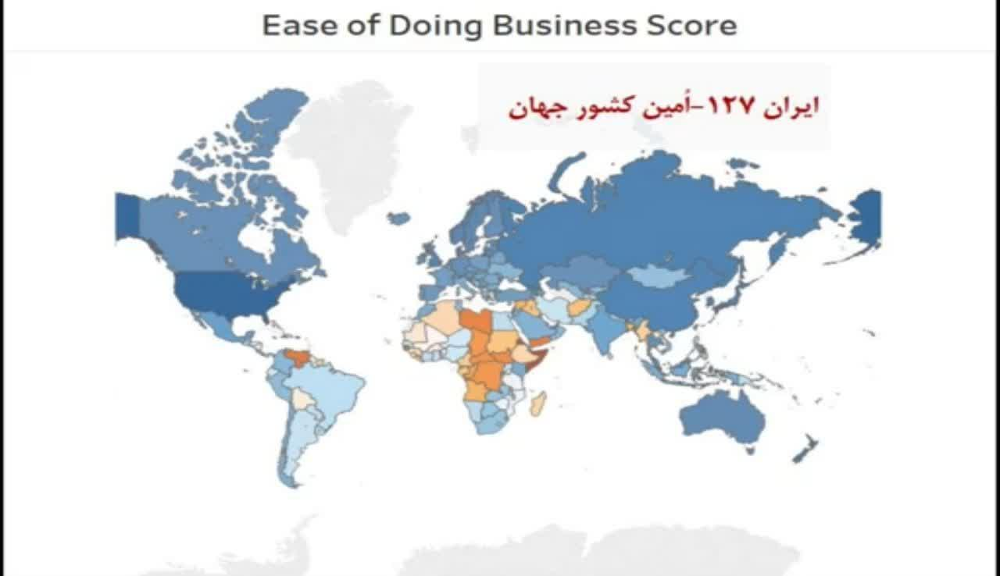 Ease of Doing Business Score
ایران ۱۲۷-اُمین کشور جهان